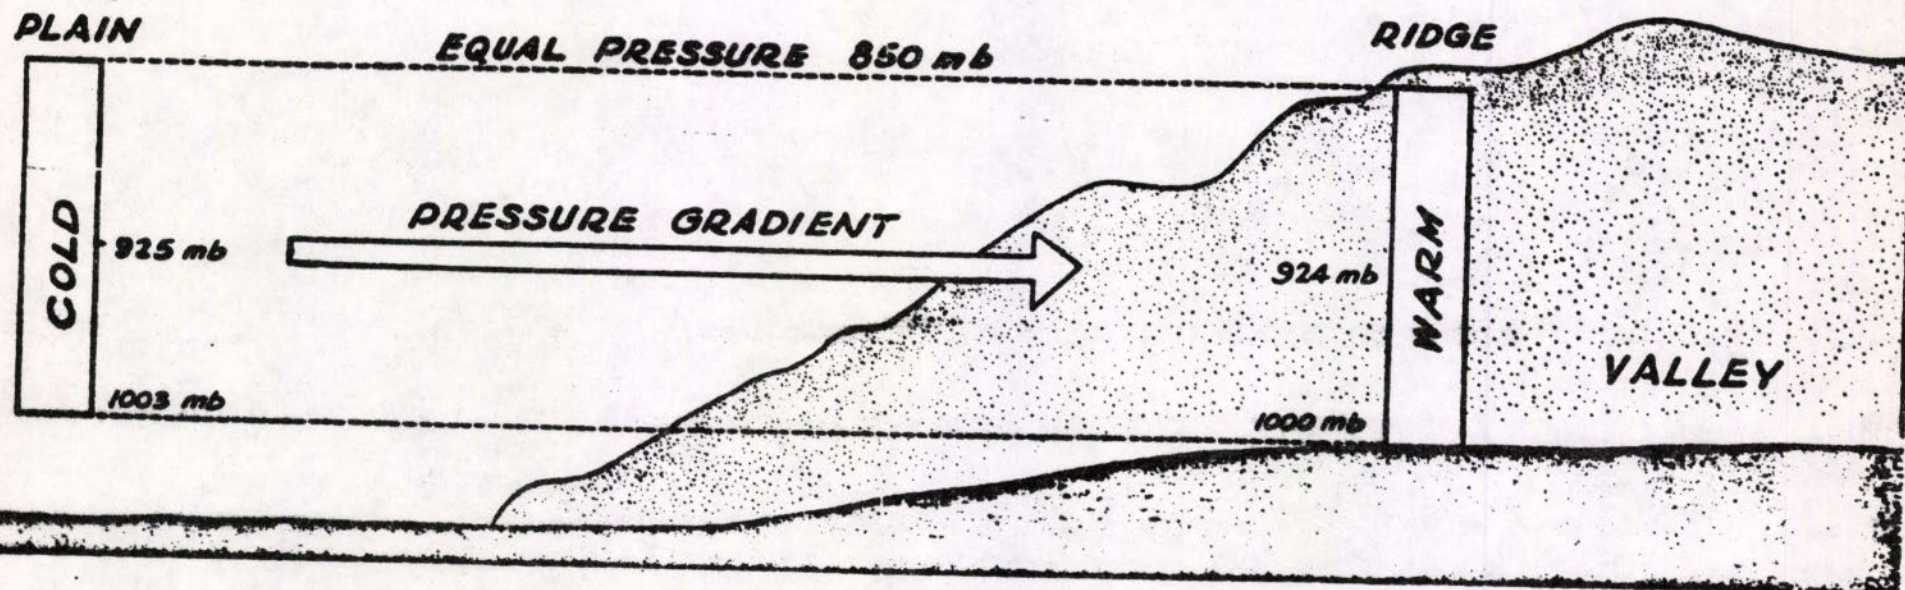 PLAIN
EQUAL PRESSURE 850 mb
RIDGE
PRESSURE GRADIENT
COLD
925 mb
924 mb
WARM
VALLEY
1003 mb
1000 mb